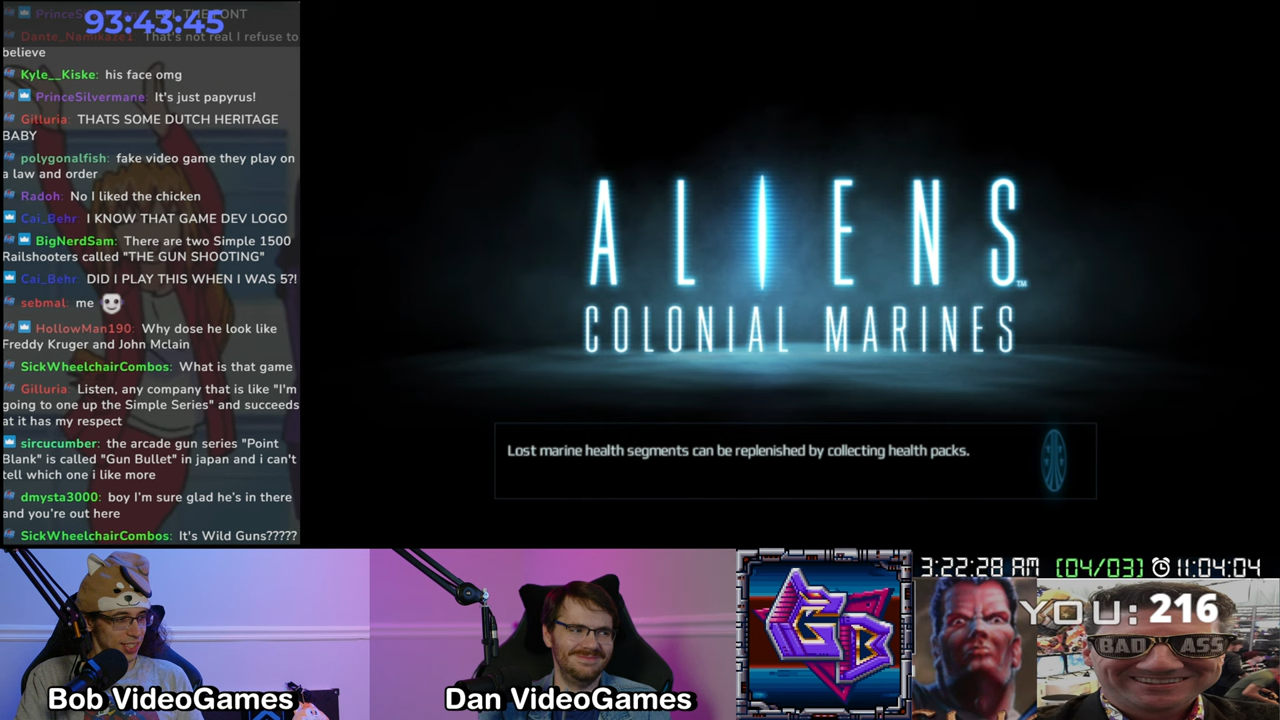 PrinceS LOL THE FONT
93:43:45
Dante_Namikaze1: That's not real I refuse to
believe
Kyle__Kiske: his face omg
PrinceSilvermane: It's just papyrus!
Gilluria: THATS SOME DUTCH HERITAGE
BABY
polygonalfish: fake video game they play on
a law and order
Radoh: No I liked the chicken
Cai_Behr: I KNOW THAT GAME DEV LOGO
BigNerdSam: There are two Simple 1500
Railshooters called "THE GUN SHOOTING"
Cai_Behr: DID I PLAY THIS WHEN I WAS 5?!
sebmal: me
HollowMan190: Why dose he look like
Freddy Kruger and John Mclain
SickWheelchairCombos: What is that game
Gilluria: Listen, any company that is like "I'm
going to one up the Simple Series" and succeeds
at it has my respect
sircucumber: the arcade gun series "Point
Blank" is called "Gun Bullet" in japan and i can't
tell which one i like more
dmysta3000: boy I'm sure glad he's in there
and you're out here
SickWheelchairCombos: It's Wild Guns?????
ALIENS™
COLONIAL MARINES
Lost marine health segments can be replenished by collecting health packs.
Bob VideoGames
Dan VideoGames
GB
3:22:28 AM [04/03] 11:04:04
YOU: 216
BAD ASS